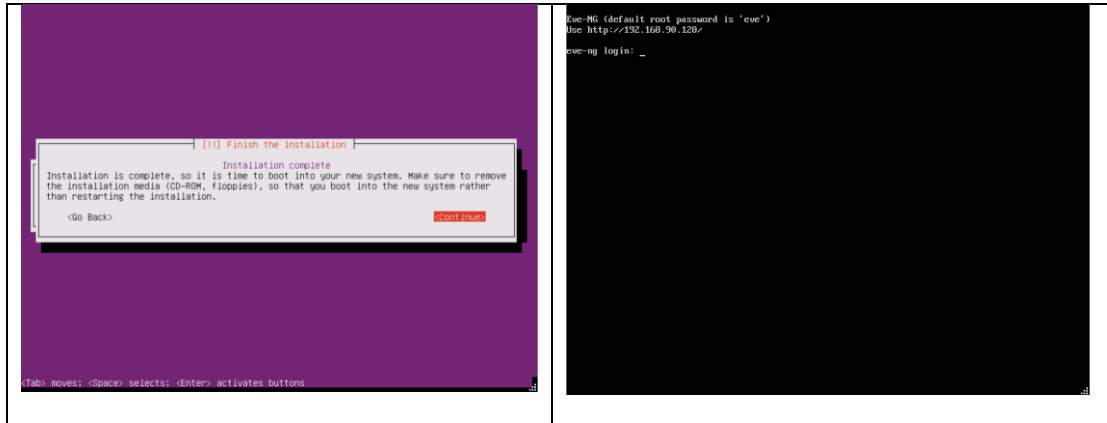 [!!] Finish the installation
Installation complete
Installation is complete, so it is time to boot into your new system. Make sure to remove
the installation media (CD-ROM, floppies), so that you boot into the new system rather
than restarting the installation.
<Go Back> <Continue>
<Tab> moves; <Space> selects; <Enter> activates buttons
Eve-NG (default root password is 'eve')
Use http://192.168.90.120/
eve-ng login: _